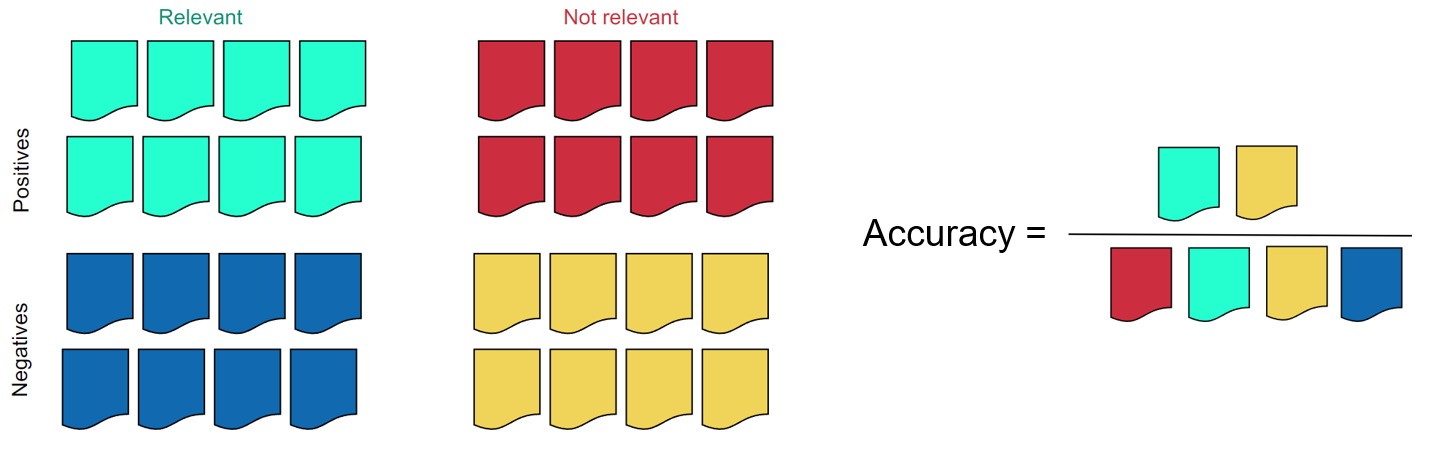 Relevant
Not relevant
Positives
Negatives
Accuracy =